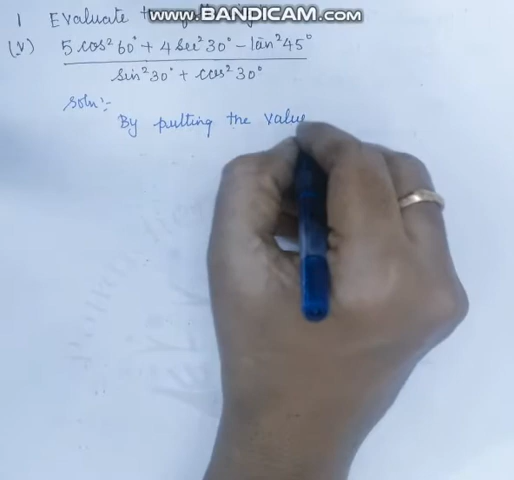 WWW.BANDICAM.COM
1 Evaluate
(v) 5 cos² 60° + 4 sec² 30° - tan² 45°
sin² 30° + cos² 30°
Soln:-
By putting the value